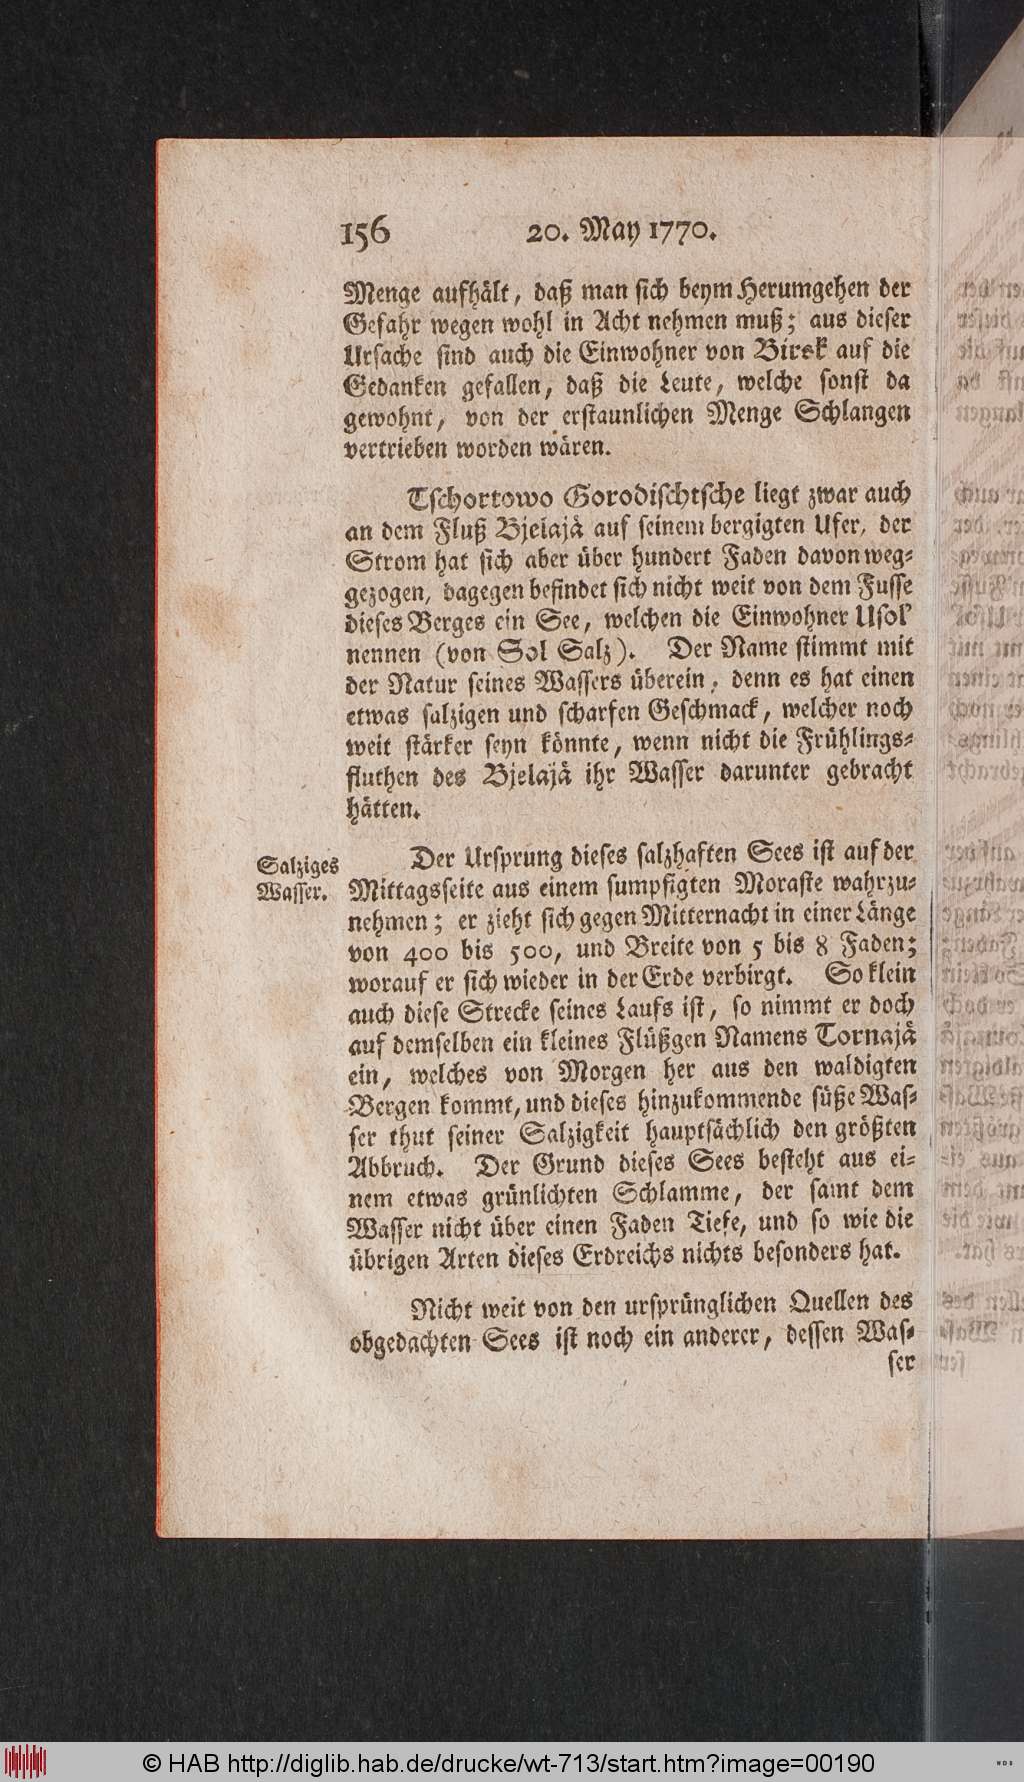 156 20. May 1770.
Menge aufhält, daß man sich beym Herumgehen der
Gefahr wegen wohl in Acht nehmen muß; aus dieser
Ursache sind auch die Einwohner von Birsk auf die
Gedanken gefallen, daß die Leute, welche sonst da
gewohnt, von der erstaunlichen Menge Schlangen
vertrieben worden wären.
Tschortowo Gorodischtsche liegt zwar auch
an dem Fluß Bjelajä auf seinem bergigten Ufer, der
Strom hat sich aber über hundert Faden davon weg-
gezogen, dagegen befindet sich nicht weit von dem Fusse
dieses Berges ein See, welchen die Einwohner Usol'
nennen (von Sol Salz). Der Name stimmt mit
der Natur seines Wassers überein, denn es hat einen
etwas salzigen und scharfen Geschmack, welcher noch
weit stärker seyn könnte, wenn nicht die Frühlings-
fluthen des Bjelajä ihr Wasser darunter gebracht
hätten.
Salziges
Wasser.
Der Ursprung dieses salzhaften Sees ist auf der
Mittagsseite aus einem sumpfigten Moraste wahrzu-
nehmen; er zieht sich gegen Mitternacht in einer Länge
von 400 bis 500, und Breite von 5 bis 8 Faden;
worauf er sich wieder in der Erde verbirgt. So klein
auch diese Strecke seines Laufs ist, so nimmt er doch
auf demselben ein kleines Flüßgen Namens Tornajä
ein, welches von Morgen her aus den waldigten
Bergen kommt, und dieses hinzukommende süße Was-
ser thut seiner Salzigkeit hauptsächlich den größten
Abbruch. Der Grund dieses Sees besteht aus ei-
nem etwas grünlichten Schlamme, der samt dem
Wasser nicht über einen Faden Tiefe, und so wie die
übrigen Arten dieses Erdreichs nichts besonders hat.
Nicht weit von den ursprünglichen Quellen des
obgedachten Sees ist noch ein anderer, dessen Was-
ser
© HAB http://diglib.hab.de/drucke/wt-713/start.htm?image=00190